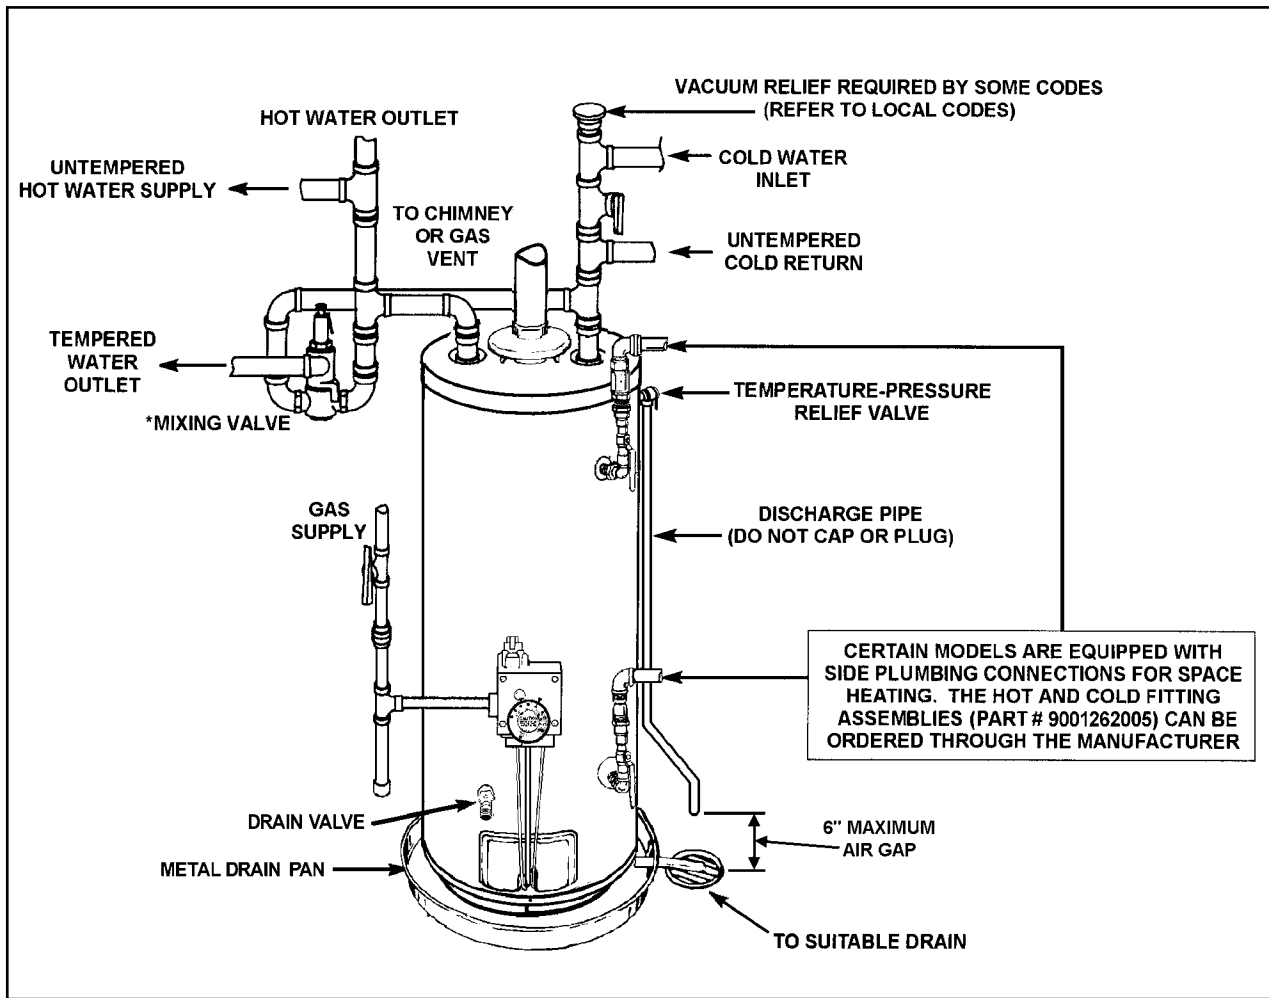 VACUUM RELIEF REQUIRED BY SOME CODES
(REFER TO LOCAL CODES)
HOT WATER OUTLET
COLD WATER
INLET
UNTEMPERED
HOT WATER SUPPLY
TO CHIMNEY
OR GAS
VENT
UNTEMPERED
COLD RETURN
TEMPERED
WATER
OUTLET
*MIXING VALVE
TEMPERATURE-PRESSURE
RELIEF VALVE
GAS
SUPPLY
DISCHARGE PIPE
(DO NOT CAP OR PLUG)
CERTAIN MODELS ARE EQUIPPED WITH
SIDE PLUMBING CONNECTIONS FOR SPACE
HEATING. THE HOT AND COLD FITTING
ASSEMBLIES (PART # 9001262005) CAN BE
ORDERED THROUGH THE MANUFACTURER
DRAIN VALVE
6" MAXIMUM
AIR GAP
METAL DRAIN PAN
TO SUITABLE DRAIN